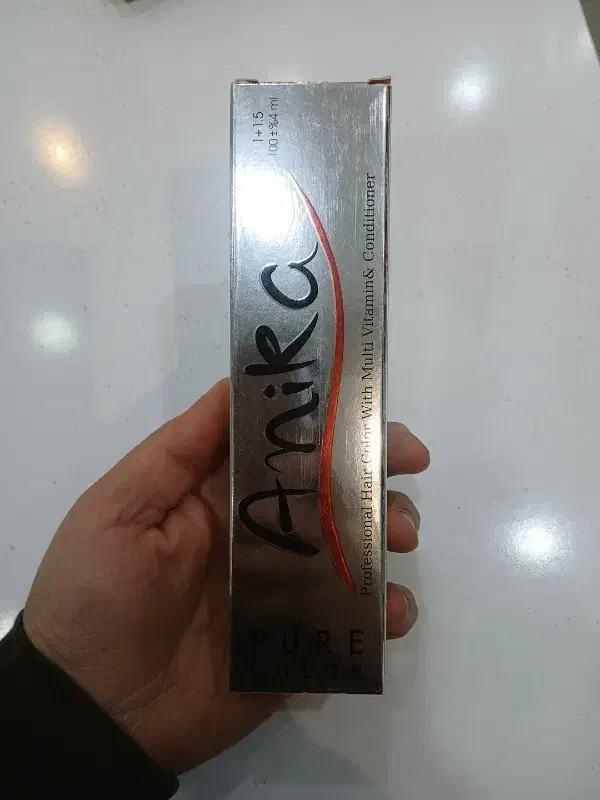 1+1.5
100±%4 ml
Anika
Professional Hair Color With Multi Vitamin& Conditioner
PURE
COLOR